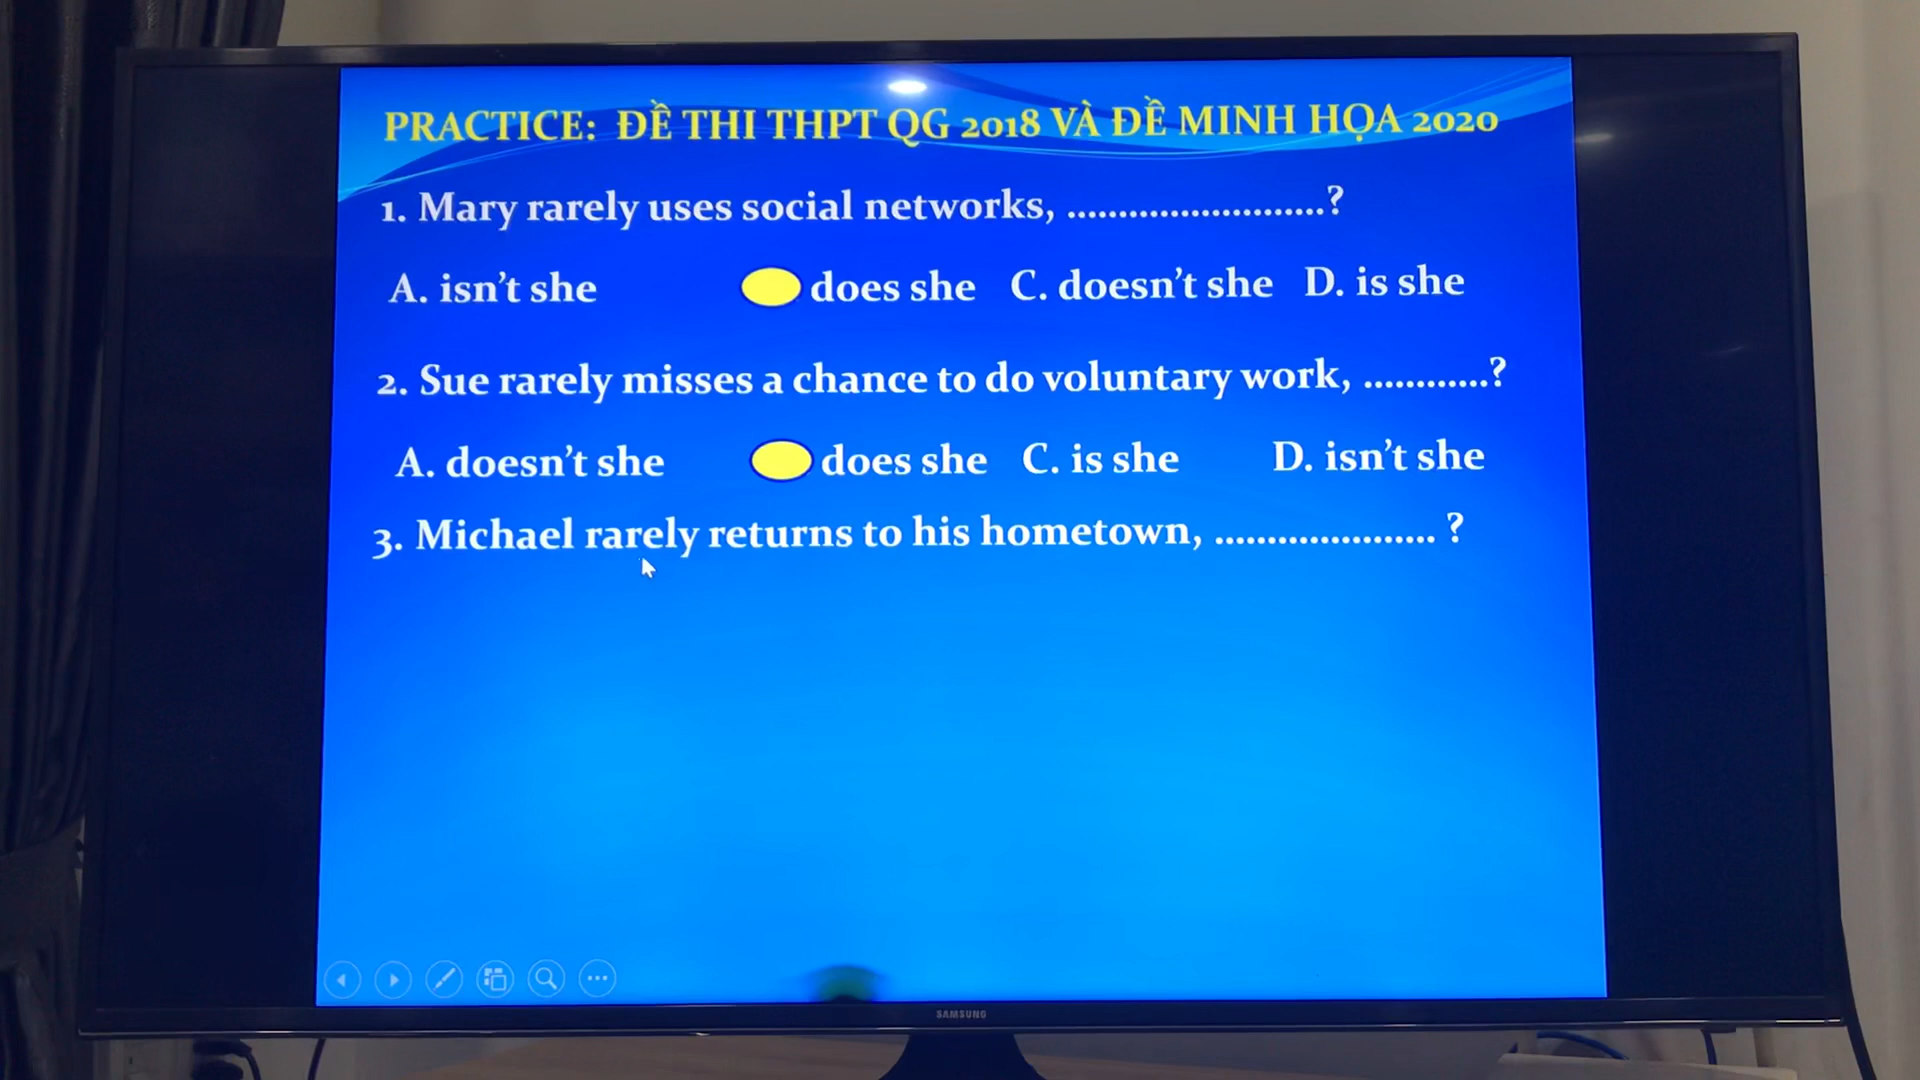 PRACTICE: ĐỀ THI THPT QG 2018 VÀ ĐỀ MINH HỌA 2020
1. Mary rarely uses social networks, .........................?
A. isn't she does she C. doesn't she D. is she
2. Sue rarely misses a chance to do voluntary work, ............?
A. doesn't she does she C. is she D. isn't she
3. Michael rarely returns to his hometown, ..................... ?
SAMSUNG